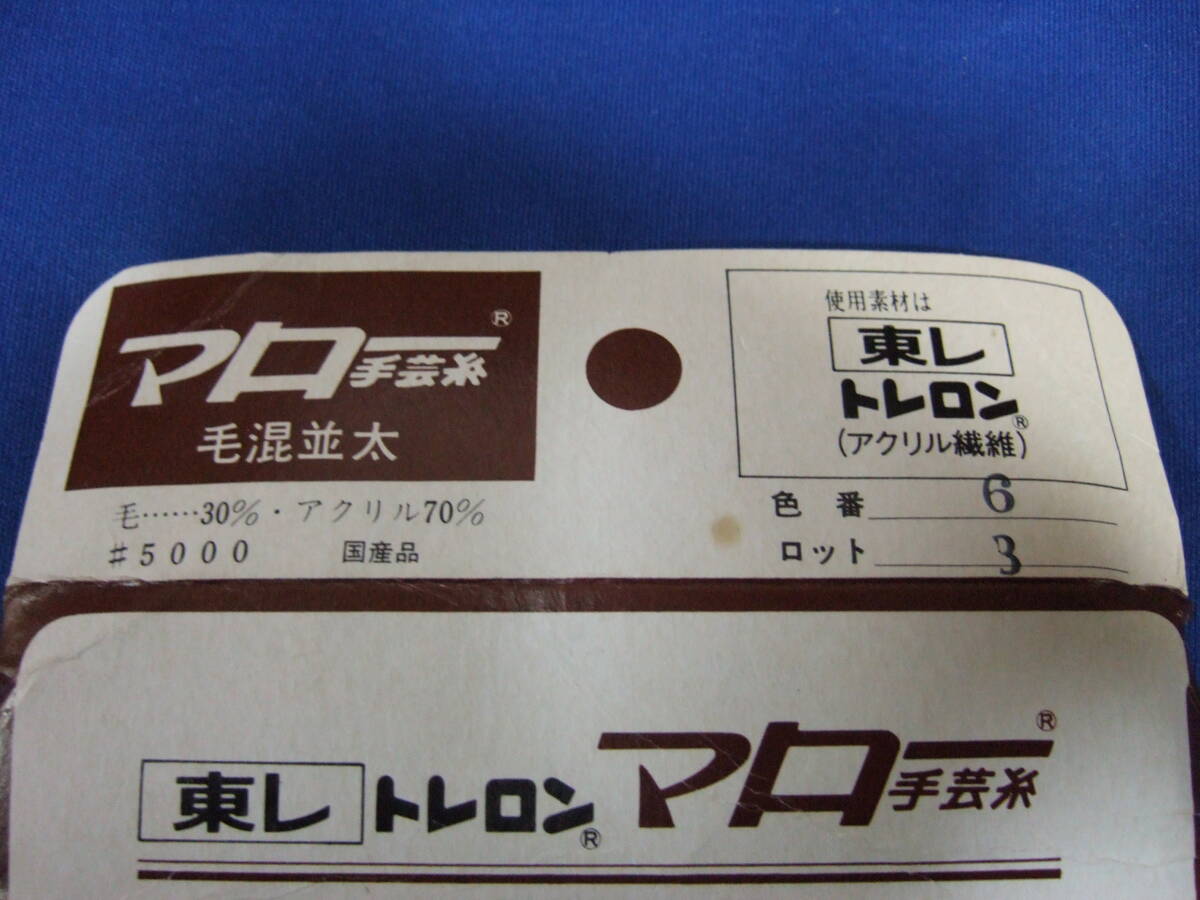 マロー手芸糸®
毛混並太
毛……30%・アクリル70%
#5000 国産品
使用素材は
東レ
トレロン®
(アクリル繊維)
色番 6
ロット 3
東レ トレロン® マロー手芸糸®